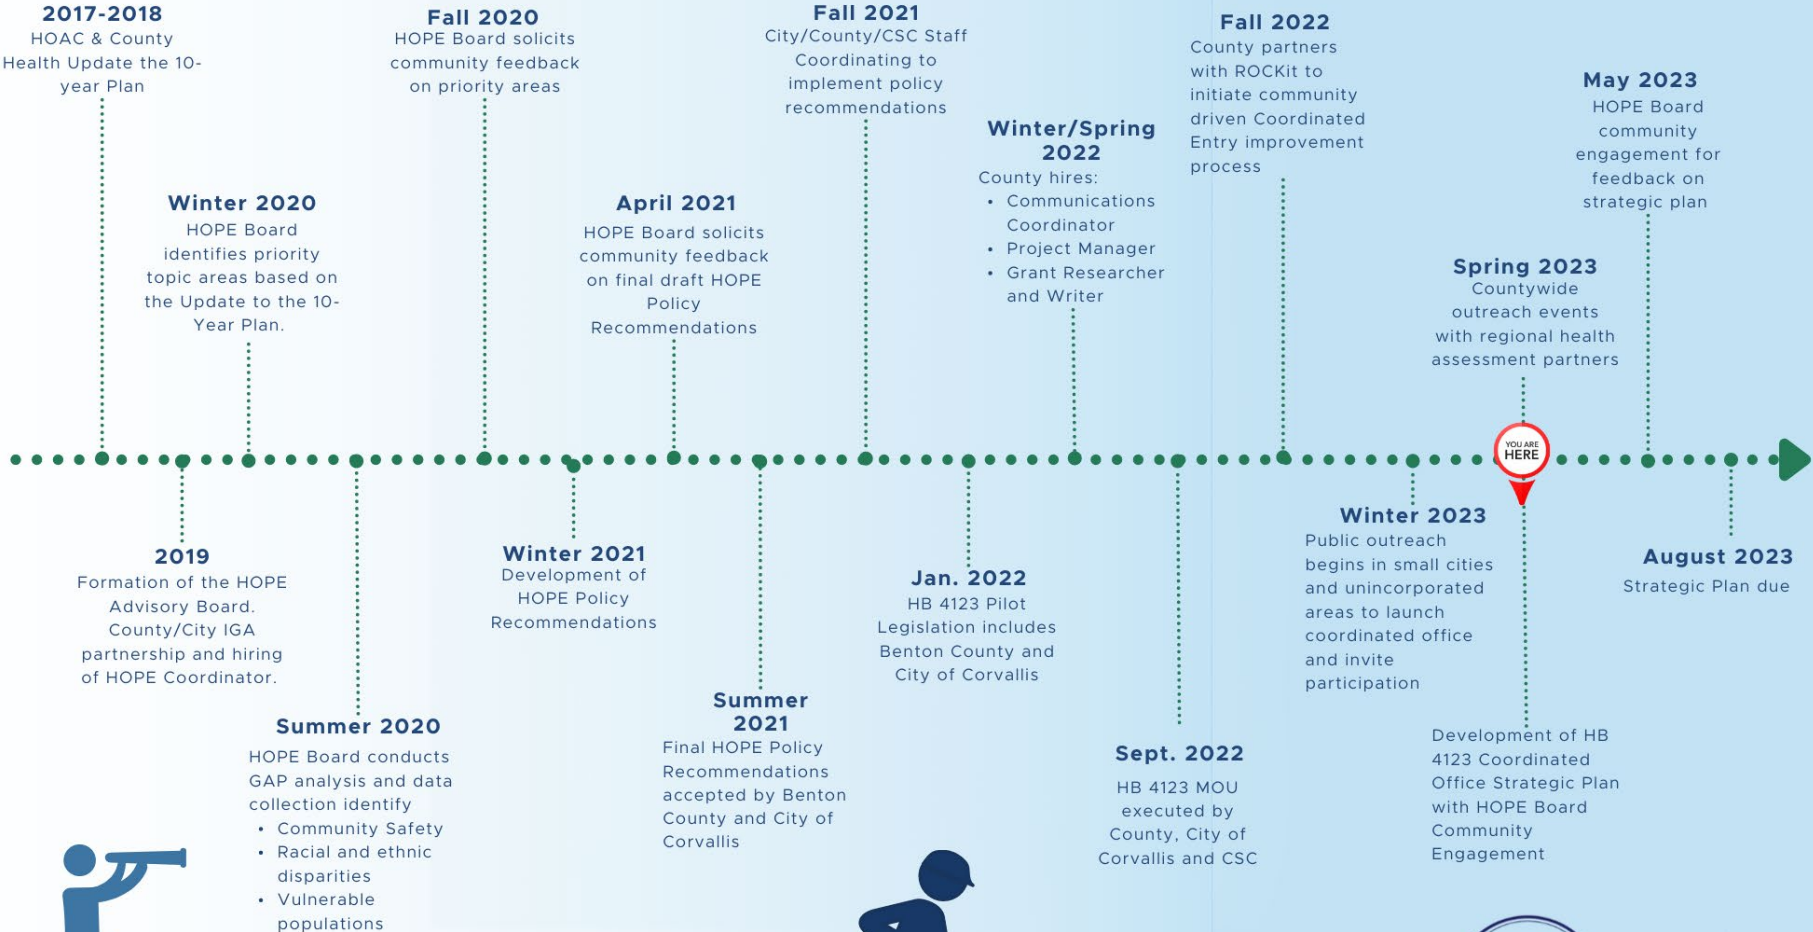 2017-2018
HOAC & County
Health Update the 10-
year Plan
Winter 2020
HOPE Board
identifies priority
topic areas based on
the Update to the 10-
Year Plan.
Fall 2020
HOPE Board solicits
community feedback
on priority areas
April 2021
HOPE Board solicits
community feedback
on final draft HOPE
Policy
Recommendations
Fall 2021
City/County/CSC Staff
Coordinating to
implement policy
recommendations
Winter/Spring
2022
County hires:
• Communications
Coordinator
• Project Manager
• Grant Researcher
and Writer
Fall 2022
County partners
with ROCKit to
initiate community
driven Coordinated
Entry improvement
process
Spring 2023
Countywide
outreach events
with regional health
assessment partners
May 2023
HOPE Board
community
engagement for
feedback on
strategic plan
YOU ARE
HERE
2019
Formation of the HOPE
Advisory Board.
County/City IGA
partnership and hiring
of HOPE Coordinator.
Summer 2020
HOPE Board conducts
GAP analysis and data
collection identify
• Community Safety
• Racial and ethnic
disparities
• Vulnerable
populations
Winter 2021
Development of
HOPE Policy
Recommendations
Summer
2021
Final HOPE Policy
Recommendations
accepted by Benton
County and City of
Corvallis
Jan. 2022
HB 4123 Pilot
Legislation includes
Benton County and
City of Corvallis
Sept. 2022
HB 4123 MOU
executed by
County, City of
Corvallis and CSC
Winter 2023
Public outreach
begins in small cities
and unincorporated
areas to launch
coordinated office
and invite
participation
Development of HB
4123 Coordinated
Office Strategic Plan
with HOPE Board
Community
Engagement
August 2023
Strategic Plan due